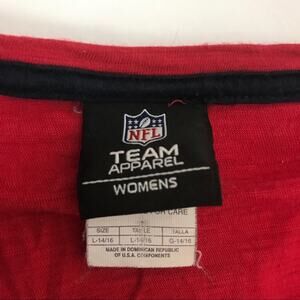 NFL
TEAM
APPAREL
WOMENS
FOR CARE
SIZE TAILLE TALLA
L-14/16 L-14/16 G-14/16
MADE IN DOMINICAN REPUBLIC
OF U.S.A. COMPONENTS